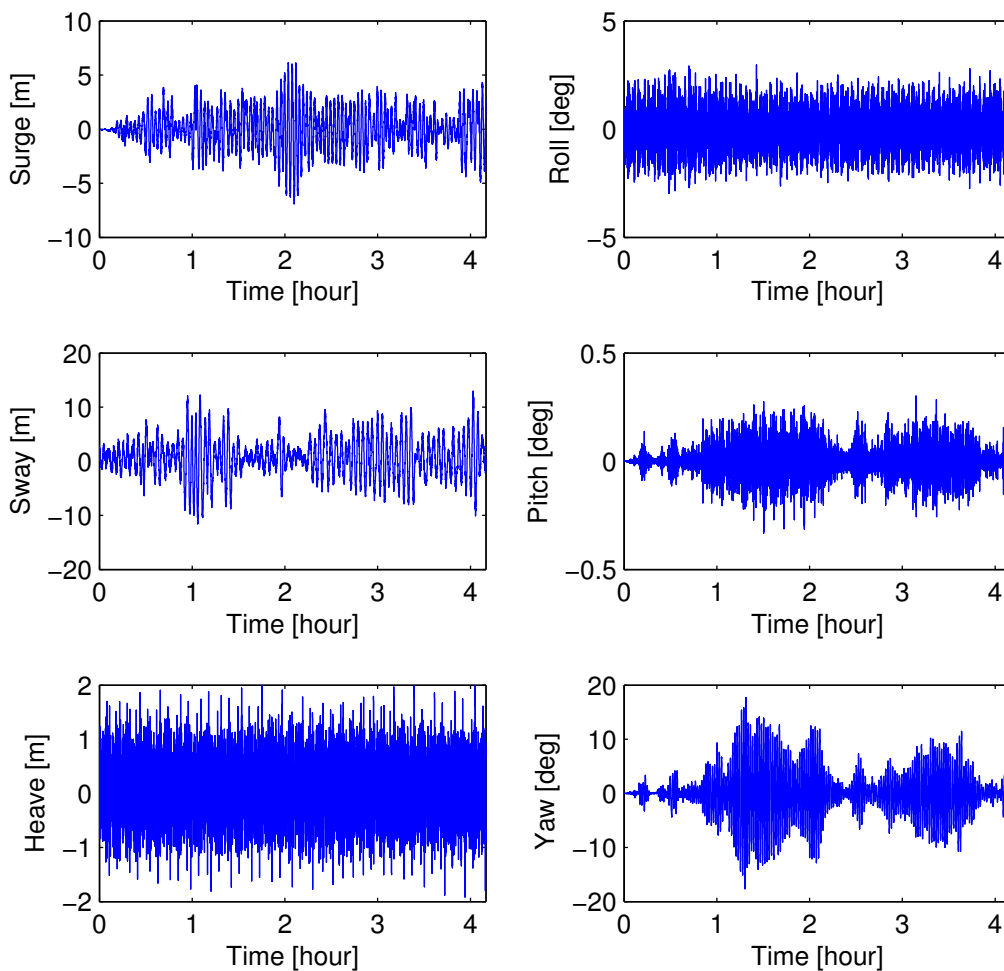 10
5
0
−5
−10
Surge [m]
0 1 2 3 4
Time [hour]
5
0
−5
Roll [deg]
0 1 2 3 4
Time [hour]
20
10
0
−10
−20
Sway [m]
0 1 2 3 4
Time [hour]
0.5
0
−0.5
Pitch [deg]
0 1 2 3 4
Time [hour]
2
1
0
−1
−2
Heave [m]
0 1 2 3 4
Time [hour]
20
10
0
−10
−20
Yaw [deg]
0 1 2 3 4
Time [hour]